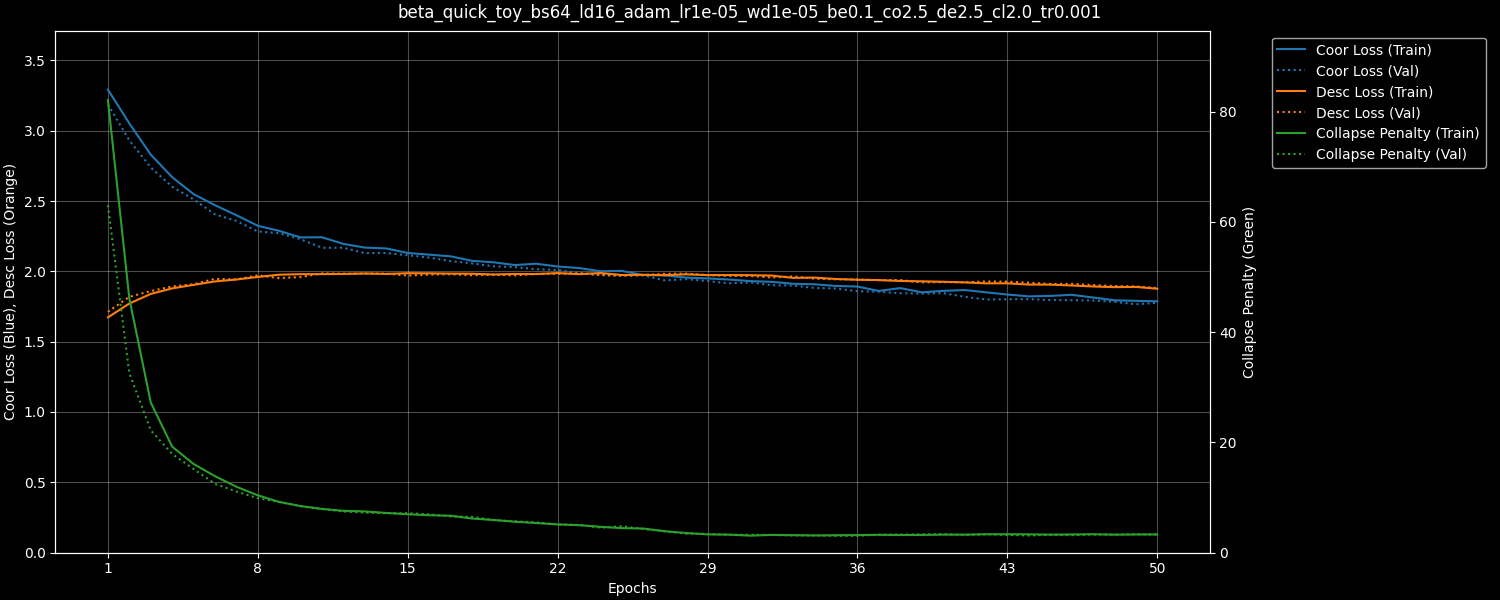 beta_quick_toy_bs64_ld16_adam_lr1e-05_wd1e-05_be0.1_co2.5_de2.5_cl2.0_tr0.001
Coor Loss (Train)
Coor Loss (Val)
Desc Loss (Train)
Desc Loss (Val)
Collapse Penalty (Train)
Collapse Penalty (Val)
Coor Loss (Blue), Desc Loss (Orange)
3.5
3.0
2.5
2.0
1.5
1.0
0.5
0.0
80
60
40
20
0
Collapse Penalty (Green)
1 8 15 22 29 36 43 50
Epochs